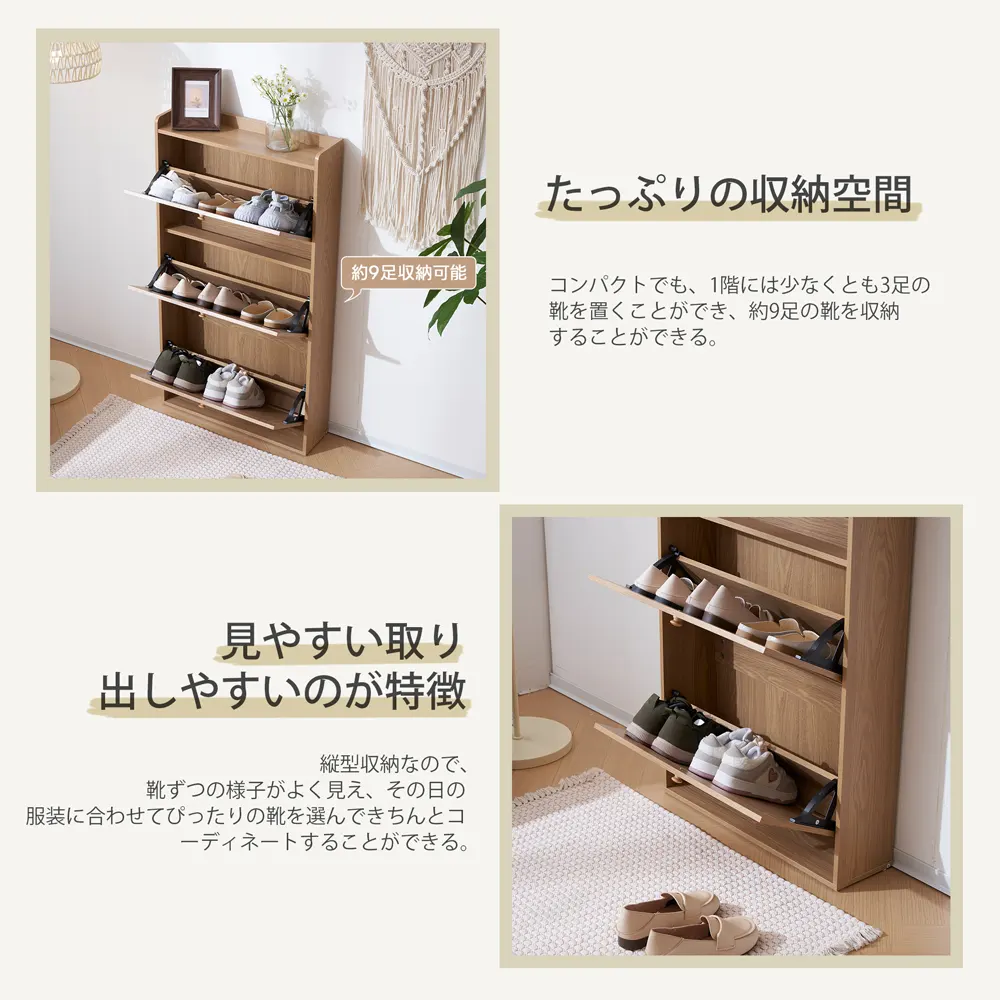 約9足収納可能
たっぷりの収納空間
コンパクトでも、1階には少なくとも3足の
靴を置くことができ、約9足の靴を収納
することができる。
見やすい取り
出しやすいのが特徴
縦型収納なので、
靴ずつの様子がよく見え、その日の
服装に合わせてぴったりの靴を選んできちんとコ
ーディネートすることができる。